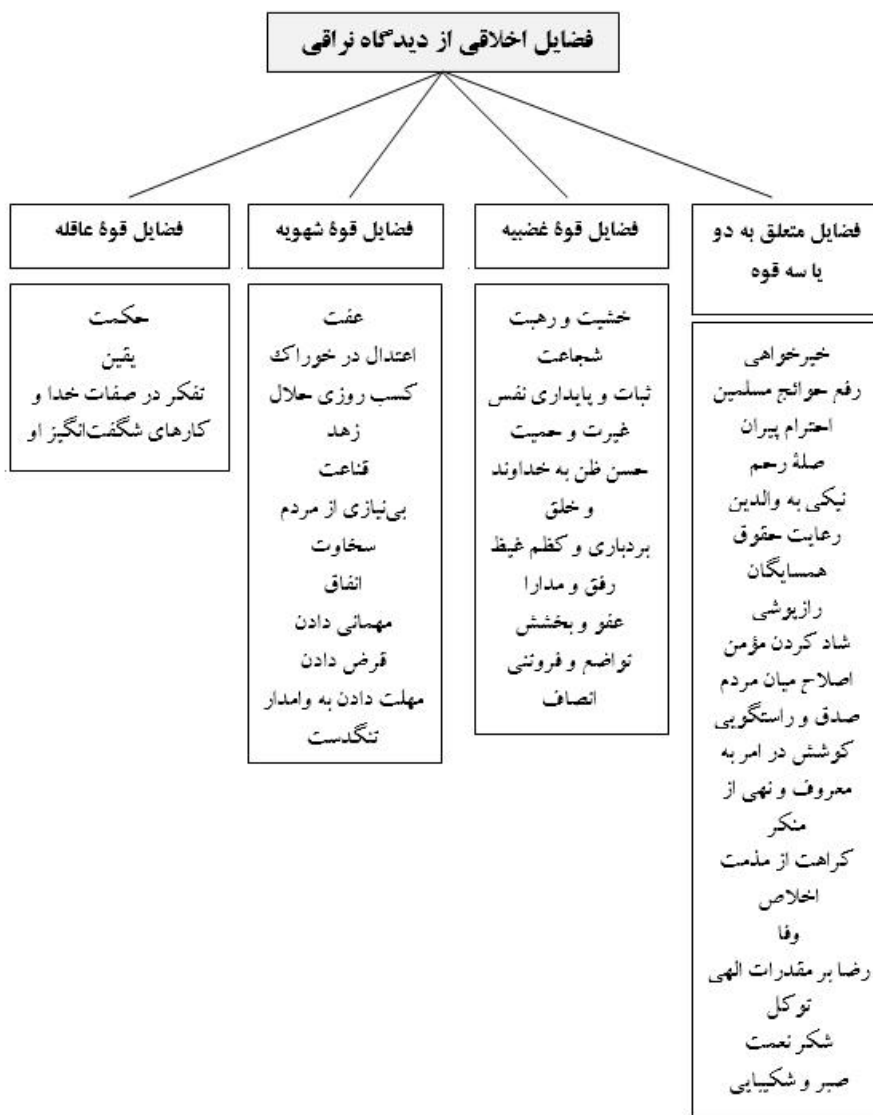 فضایل اخلاقی از دیدگاه نراقی
فضایل متعلق به دو
یا سه قوه
خیرخواهی
رفع حوائج مسلمین
احترام پیران
صلهٔ رحم
نیکی به والدین
رعایت حقوق
همسایگان
رازپوشی
شاد کردن مؤمن
اصلاح میان مردم
صدق و راستگویی
کوشش در امر به
معروف و نهی از
منکر
کراهت از مذمت
اخلاص
وفا
رضا بر مقدرات الهی
توکل
شکر نعمت
صبر و شکیبایی
فضایل قوهٔ غضبیه
خشیت و رهبت
شجاعت
ثبات و پایداری نفس
غیرت و حمیت
حسن ظن به خداوند
و خلق
بردباری و کظم غیظ
رفق و مدارا
عفو و بخشش
تواضع و فروتنی
انصاف
فضایل قوهٔ شهویه
عفت
اعتدال در خوراک
کسب روزی حلال
زهد
قناعت
بی‌نیازی از مردم
سخاوت
انفاق
مهمانی دادن
قرض دادن
مهلت دادن به وامدار
تنگدست
فضایل قوهٔ عاقله
حکمت
یقین
تفکر در صفات خدا و
کارهای شگفت‌انگیز او